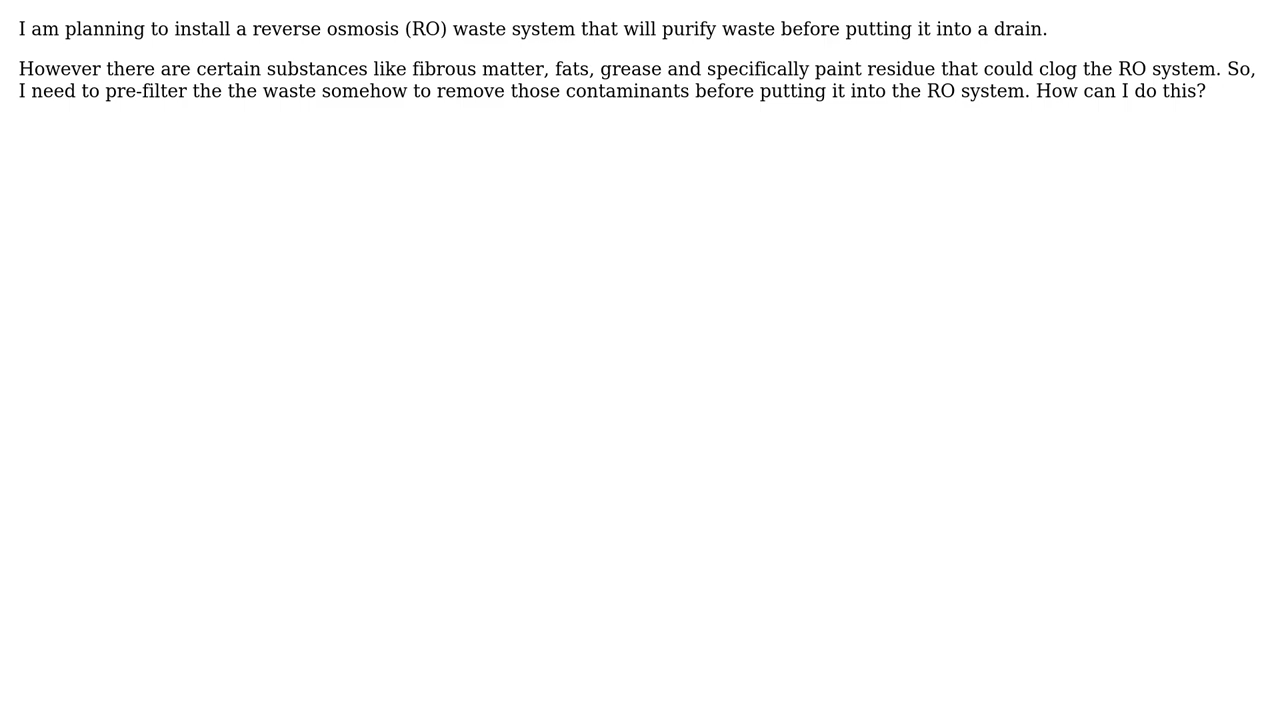 I am planning to install a reverse osmosis (RO) waste system that will purify waste before putting it into a drain.
However there are certain substances like fibrous matter, fats, grease and specifically paint residue that could clog the RO system. So,
I need to pre-filter the the waste somehow to remove those contaminants before putting it into the RO system. How can I do this?